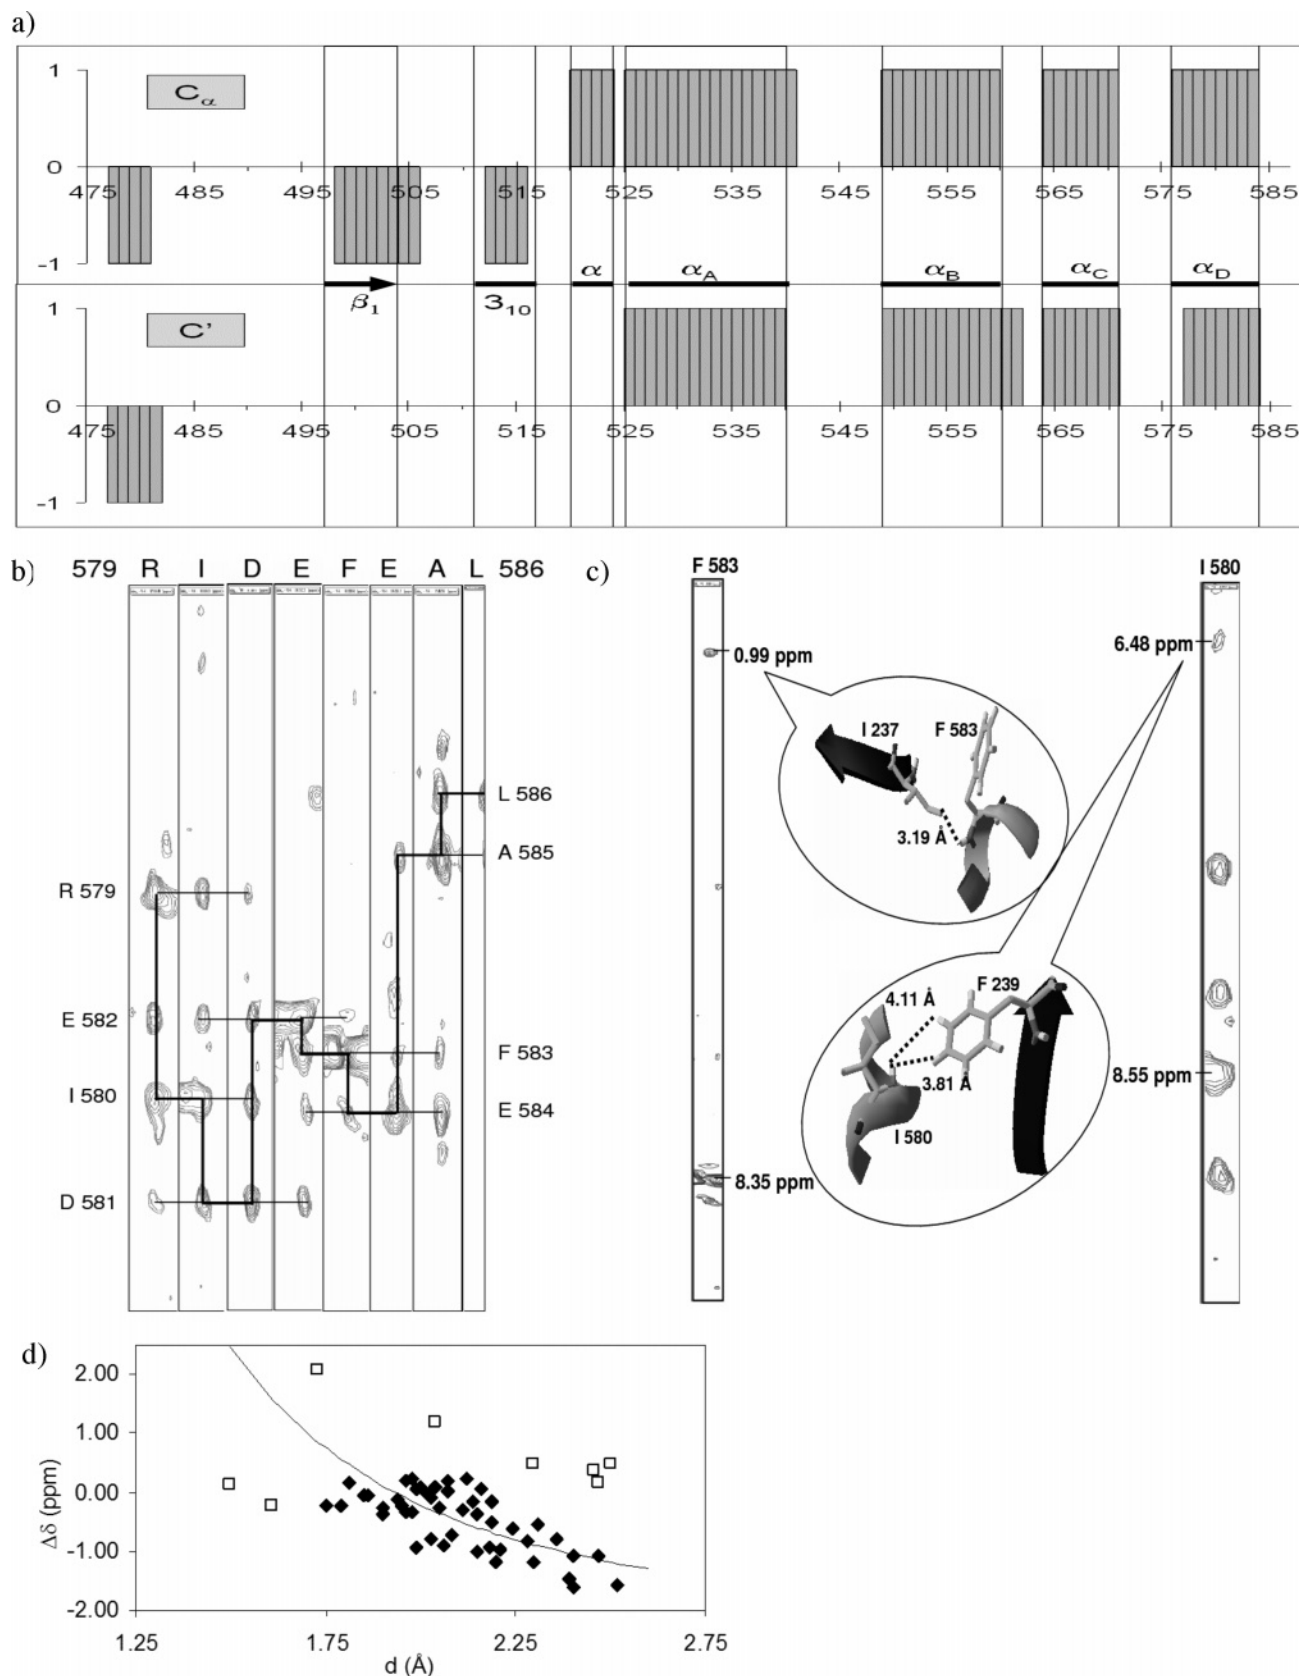 a)
1
Cα
0
475 485 495 505 515 525 535 545 555 565 575 585
-1
β1 3₁₀ α αA αB αC αD
1
C'
0
475 485 495 505 515 525 535 545 555 565 575 585
-1
b) 579 R I D E F E A L 586
L 586
A 585
R 579
E 582
F 583
I 580
E 584
D 581
c)
F 583
I 580
0.99 ppm
6.48 ppm
I 237
F 583
3.19 Å
4.11 Å
F 239
3.81 Å
I 580
8.55 ppm
8.35 ppm
d)
2.00
1.00
0.00
-1.00
-2.00
Δδ (ppm)
1.25 1.75 2.25 2.75
d (Å)